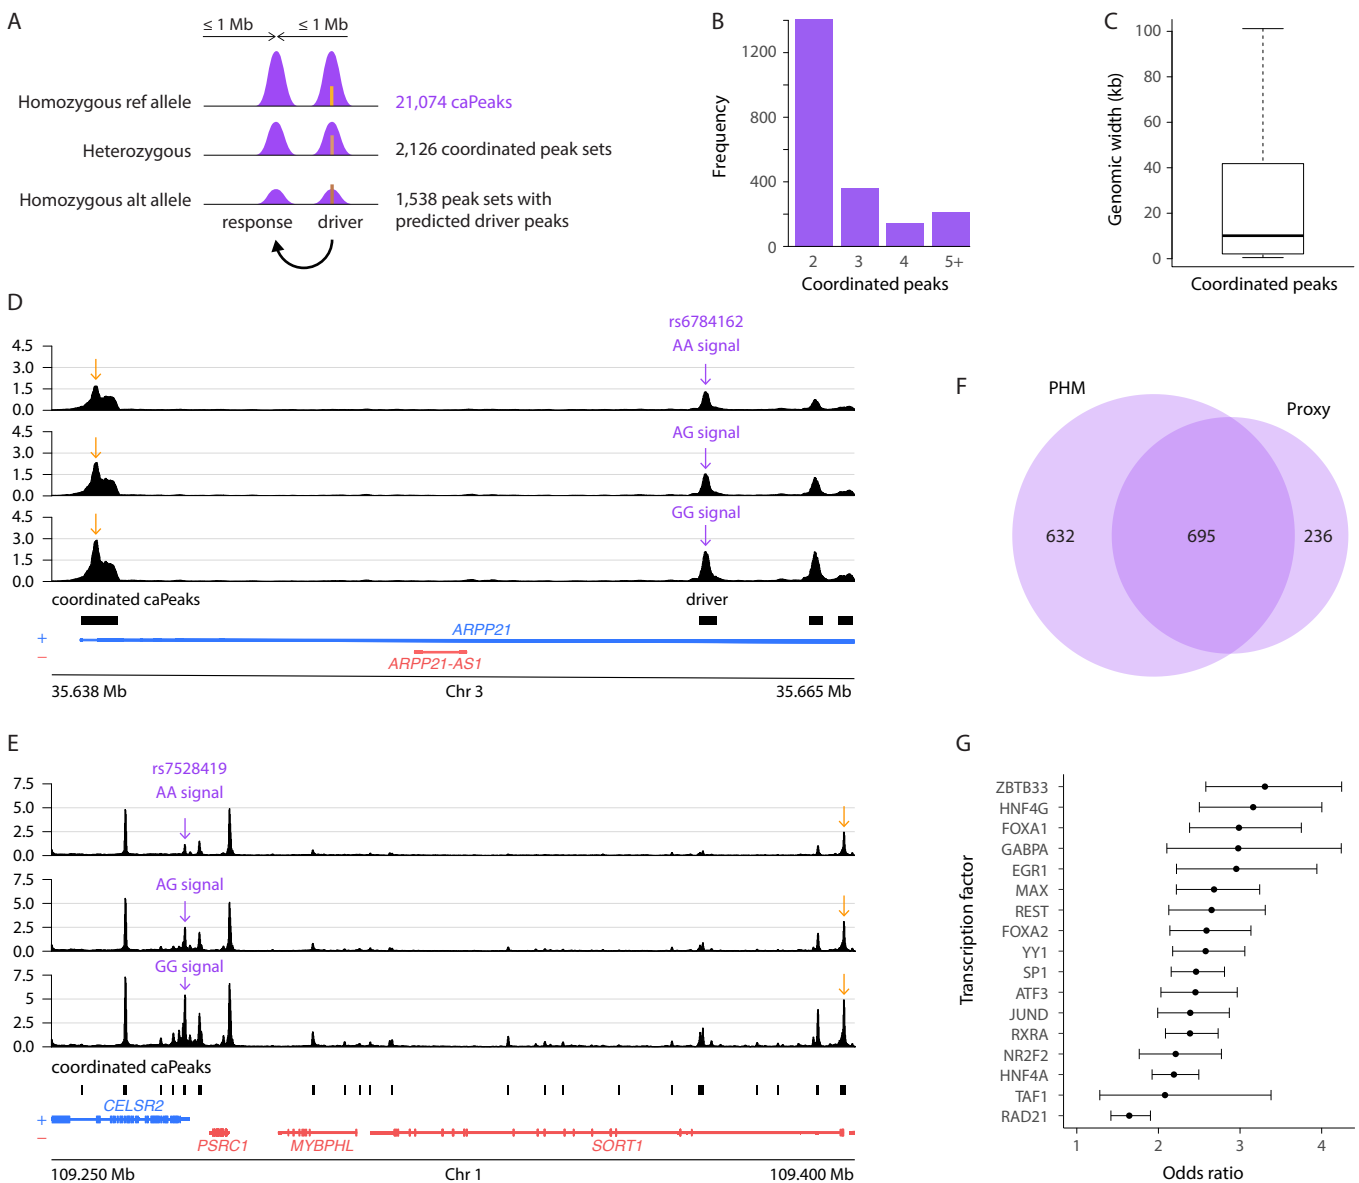 A
≤ 1 Mb
≤ 1 Mb
Homozygous ref allele
21,074 caPeaks
Heterozygous
2,126 coordinated peak sets
Homozygous alt allele
1,538 peak sets with
predicted driver peaks
response
driver
B
Frequency
1200
800
400
0
2
3
4
5+
Coordinated peaks
C
Genomic width (kb)
100
80
60
40
20
0
Coordinated peaks
D
rs6784162
AA signal
4.5
3.0
1.5
0.0
AG signal
4.5
3.0
1.5
0.0
GG signal
4.5
3.0
1.5
0.0
coordinated caPeaks
driver
+
ARPP21
−
ARPP21-AS1
35.638 Mb
Chr 3
35.665 Mb
E
rs7528419
AA signal
7.5
5.0
2.5
0.0
AG signal
7.5
5.0
2.5
0.0
GG signal
7.5
5
2.5
0.0
coordinated caPeaks
CELSR2
+
−
PSRC1
MYBPHL
SORT1
109.250 Mb
Chr 1
109.400 Mb
F
PHM
Proxy
632
695
236
G
Transcription factor
ZBTB33
HNF4G
FOXA1
GABPA
EGR1
MAX
REST
FOXA2
YY1
SP1
ATF3
JUND
RXRA
NR2F2
HNF4A
TAF1
RAD21
1
2
3
4
Odds ratio